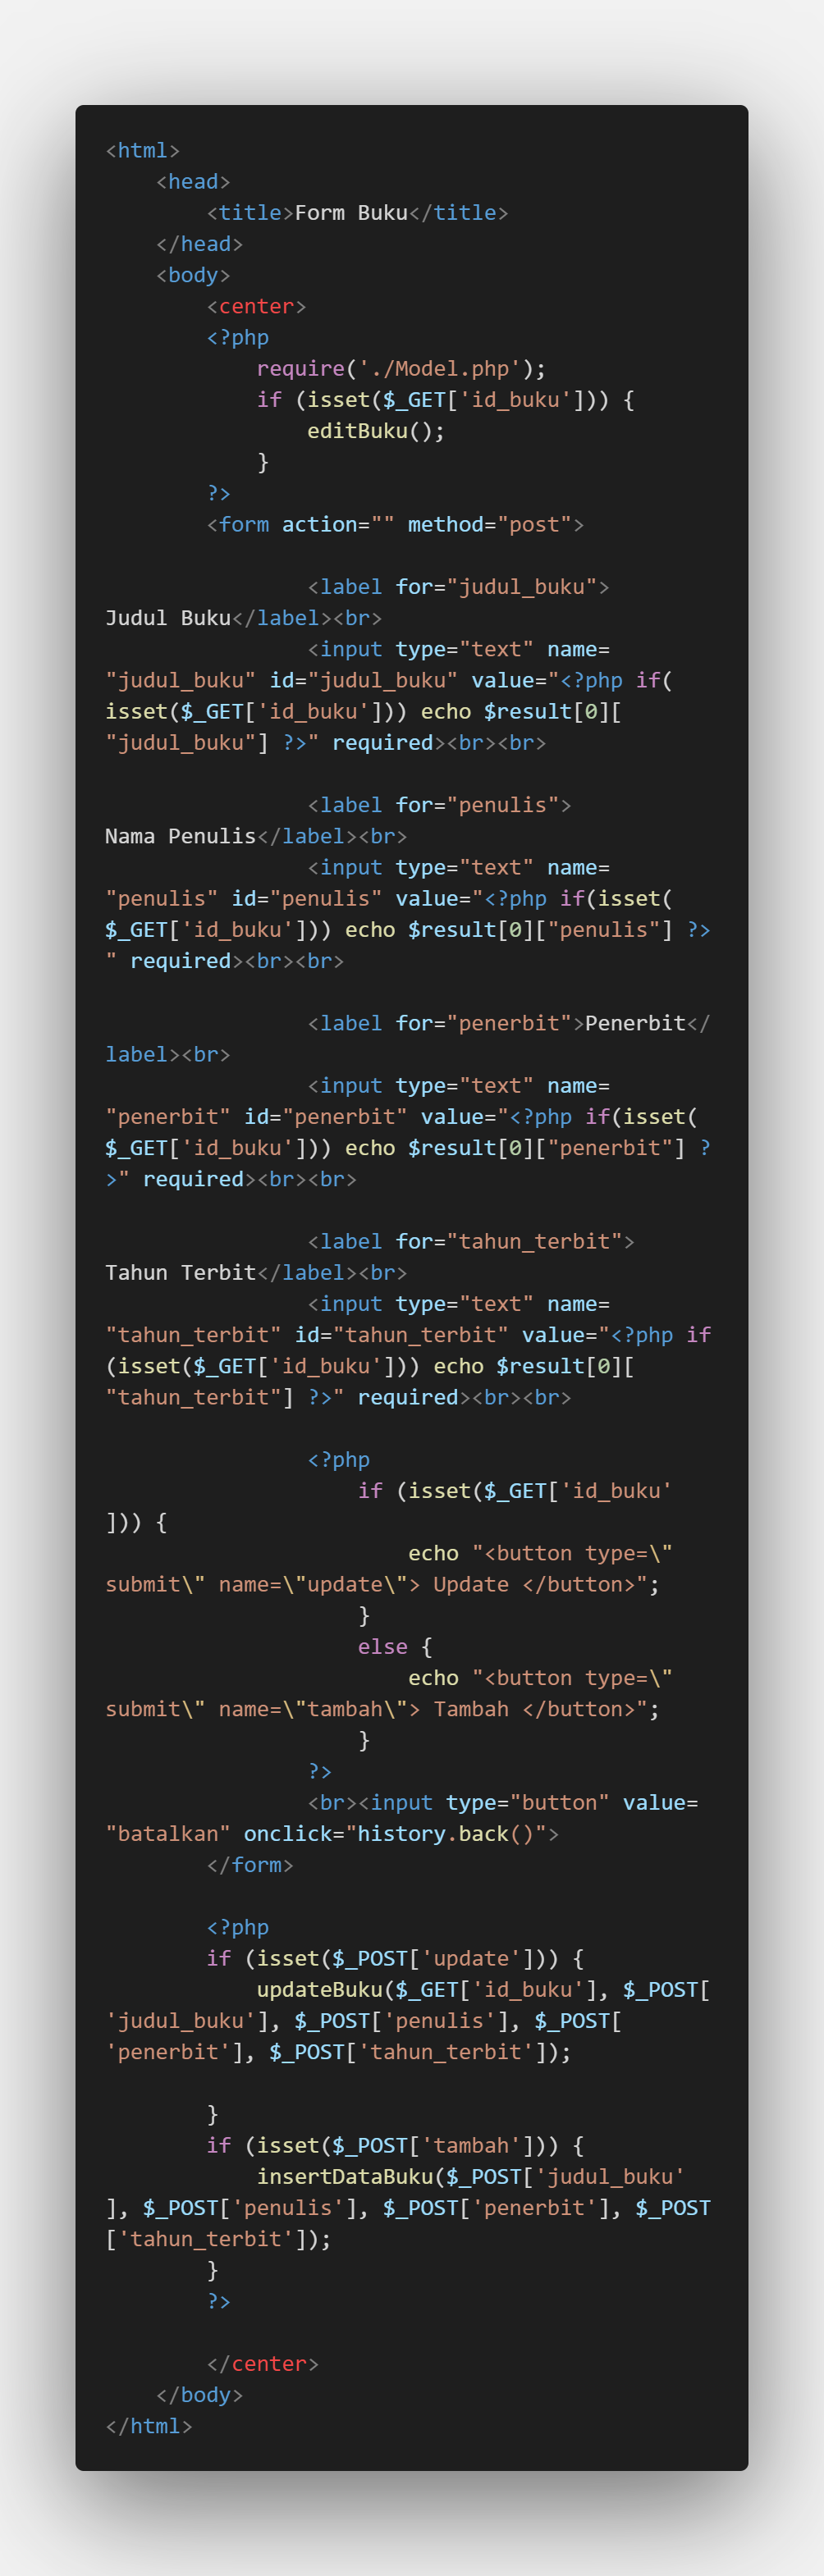 <html>
    <head>
        <title>Form Buku</title>
    </head>
    <body>
        <center>
        <?php
            require('./Model.php');
            if (isset($_GET['id_buku'])) {
                editBuku();
            }
        ?>
        <form action="" method="post">

                <label for="judul_buku">
Judul Buku</label><br>
                <input type="text" name=
"judul_buku" id="judul_buku" value="<?php if(
isset($_GET['id_buku'])) echo $result[0][
"judul_buku"] ?>" required><br><br>

                <label for="penulis">
Nama Penulis</label><br>
                <input type="text" name=
"penulis" id="penulis" value="<?php if(isset(
$_GET['id_buku'])) echo $result[0]["penulis"] ?>
" required><br><br>

                <label for="penerbit">Penerbit</
label><br>
                <input type="text" name=
"penerbit" id="penerbit" value="<?php if(isset(
$_GET['id_buku'])) echo $result[0]["penerbit"] ?
>" required><br><br>

                <label for="tahun_terbit">
Tahun Terbit</label><br>
                <input type="text" name=
"tahun_terbit" id="tahun_terbit" value="<?php if
(isset($_GET['id_buku'])) echo $result[0][
"tahun_terbit"] ?>" required><br><br>

                <?php
                    if (isset($_GET['id_buku'
])) {
                        echo "<button type=\"
submit\" name=\"update\"> Update </button>";
                    }
                    else {
                        echo "<button type=\"
submit\" name=\"tambah\"> Tambah </button>";
                    }
                ?>
                <br><input type="button" value=
"batalkan" onclick="history.back()">
        </form>

        <?php
        if (isset($_POST['update'])) {
            updateBuku($_GET['id_buku'], $_POST[
'judul_buku'], $_POST['penulis'], $_POST[
'penerbit'], $_POST['tahun_terbit']);

        }
        if (isset($_POST['tambah'])) {
            insertDataBuku($_POST['judul_buku'
], $_POST['penulis'], $_POST['penerbit'], $_POST
['tahun_terbit']);
        }
        ?>

        </center>
    </body>
</html>